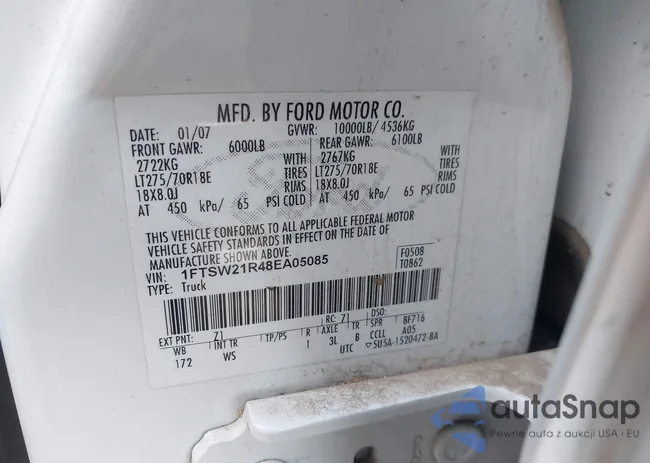 MFD. BY FORD MOTOR CO.
DATE: 01/07 GVWR: 10000LB/ 4536KG
FRONT GAWR: 6000LB REAR GAWR: 6100LB
2722KG WITH 2767KG WITH
LT275/70R18E TIRES LT275/70R18E TIRES
18X8.0J RIMS 18X8.0J RIMS
AT 450 kPa/ 65 PSI COLD AT 450 kPa/ 65 PSI COLD
THIS VEHICLE CONFORMS TO ALL APPLICABLE FEDERAL MOTOR
VEHICLE SAFETY STANDARDS IN EFFECT ON THE DATE OF
MANUFACTURE SHOWN ABOVE.
VIN: 1FTSW21R48EA05085 F0508
TYPE: Truck T0862
EXT PNT: Z1 RC: Z1 DSO:
WB INT TR TP/PS R AXLE TR SPR 8F716
172 WS 1 3L B CCLL A05
UTC ▽5U5A-1520472-BA
Ford
autoSnap
Pewne auta z aukcji USA i EU